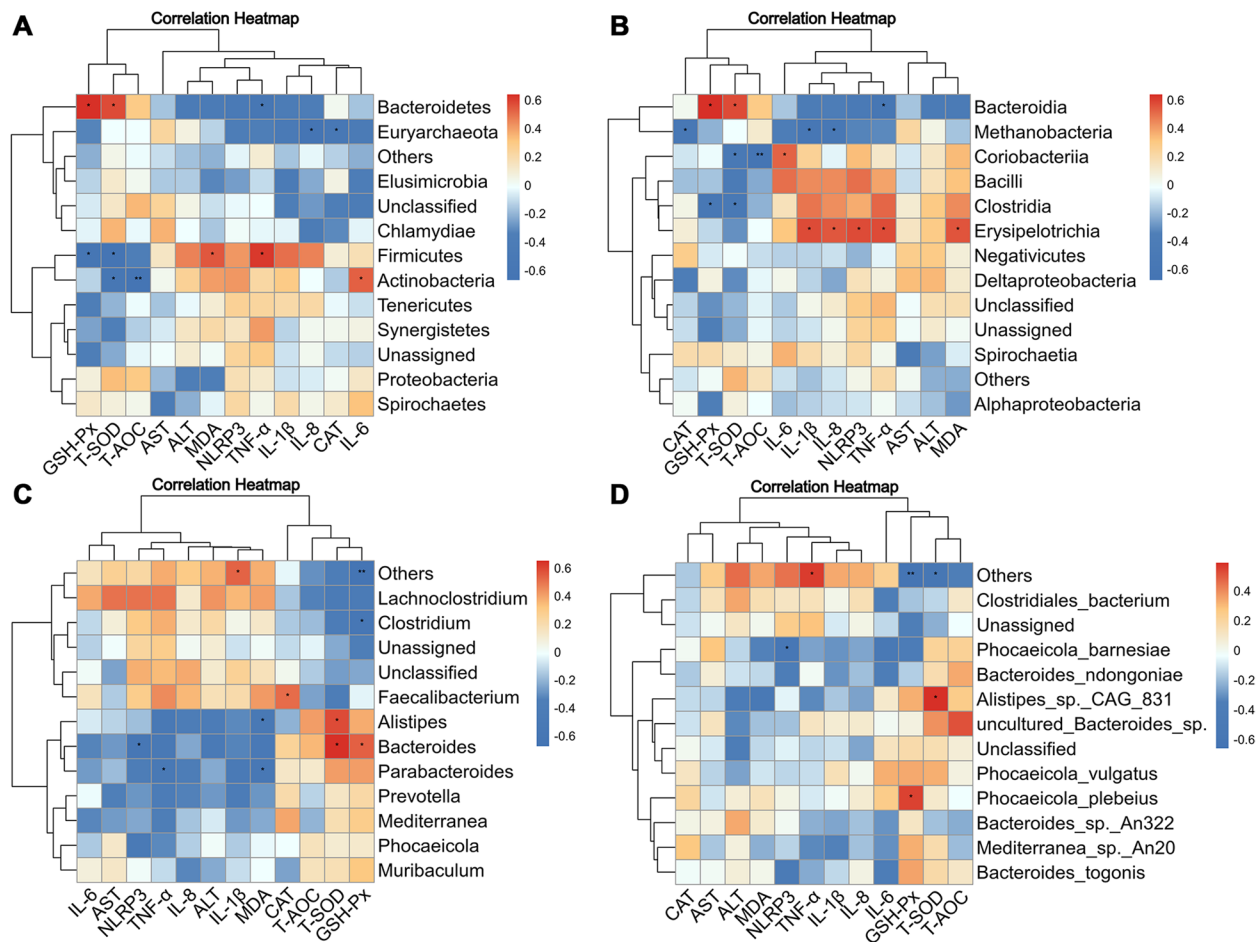 A
Correlation Heatmap
0.6
0.4
0.2
0
-0.2
-0.4
-0.6
Bacteroidetes
Euryarchaeota
Others
Elusimicrobia
Unclassified
Chlamydiae
Firmicutes
Actinobacteria
Tenericutes
Synergistetes
Unassigned
Proteobacteria
Spirochaetes
GSH-Px
T-SOD
T-AOC
AST
ALT
MDA
NLRP3
TNF-α
IL-1β
IL-8
CAT
IL-6
B
Correlation Heatmap
0.6
0.4
0.2
0
-0.2
-0.4
-0.6
Bacteroidia
Methanobacteria
Coriobacteriia
Bacilli
Clostridia
Erysipelotrichia
Negativicutes
Deltaproteobacteria
Unclassified
Unassigned
Spirochaetia
Others
Alphaproteobacteria
CAT
GSH-Px
T-SOD
T-AOC
IL-6
IL-1β
IL-8
NLRP3
TNF-α
AST
ALT
MDA
C
Correlation Heatmap
0.6
0.4
0.2
0
-0.2
-0.4
-0.6
Others
Lachnoclostridium
Clostridium
Unassigned
Unclassified
Faecalibacterium
Alistipes
Bacteroides
Parabacteroides
Prevotella
Mediterranea
Phocaeicola
Muribaculum
IL-6
AST
NLRP3
TNF-α
IL-8
ALT
IL-1β
MDA
CAT
T-AOC
T-SOD
GSH-Px
D
Correlation Heatmap
0.6
0.4
0.2
0
-0.2
-0.4
-0.6
Others
Clostridiales_bacterium
Unassigned
Phocaeicola_barnesiae
Bacteroides_ndongoniae
Alistipes_sp._CAG_831
uncultured_Bacteroides_sp.
Unclassified
Phocaeicola_vulgatus
Phocaeicola_plebeius
Bacteroides_sp._An322
Mediterranea_sp._An20
Bacteroides_togonis
CAT
AST
ALT
MDA
NLRP3
TNF-α
IL-1β
IL-8
IL-6
GSH-Px
T-SOD
T-AOC